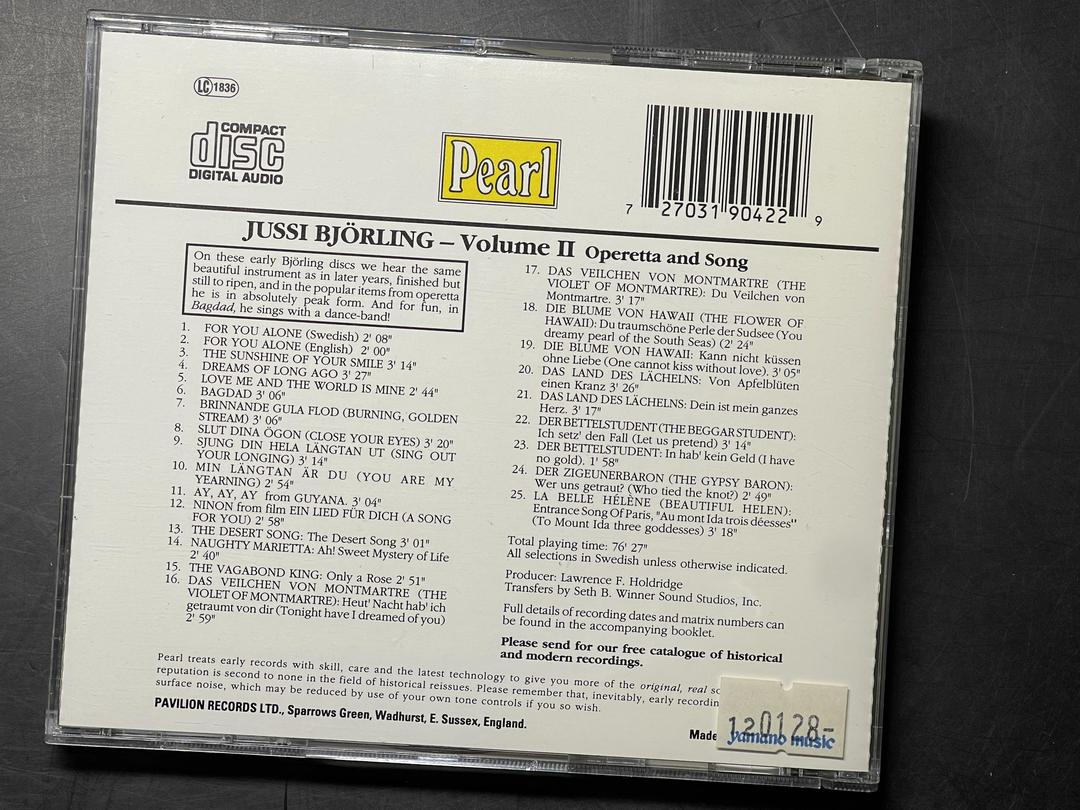 LC 1836
COMPACT
disc
DIGITAL AUDIO
Pearl
7 27031 90422 9
JUSSI BJÖRLING – Volume II Operetta and Song
On these early Björling discs we hear the same
beautiful instrument as in later years, finished but
still to ripen, and in the popular items from operetta
he is in absolutely peak form. And for fun, in
Bagdad, he sings with a dance-band!
1. FOR YOU ALONE (Swedish) 2' 08"
2. FOR YOU ALONE (English) 2' 00"
3. THE SUNSHINE OF YOUR SMILE 3' 14"
4. DREAMS OF LONG AGO 3' 27"
5. LOVE ME AND THE WORLD IS MINE 2' 44"
6. BAGDAD 3' 06"
7. BRINNANDE GULA FLOD (BURNING, GOLDEN
STREAM) 3' 06"
8. SLUT DINA ÖGON (CLOSE YOUR EYES) 3' 20"
9. SJUNG DIN HELA LÄNGTAN UT (SING OUT
YOUR LONGING) 3' 14"
10. MIN LÄNGTAN ÄR DU (YOU ARE MY
YEARNING) 2' 54"
11. AY, AY, AY from GUYANA. 3' 04"
12. NINON from film EIN LIED FÜR DICH (A SONG
FOR YOU) 2' 58"
13. THE DESERT SONG: The Desert Song 3' 01"
14. NAUGHTY MARIETTA: Ah! Sweet Mystery of Life
2' 40"
15. THE VAGABOND KING: Only a Rose 2' 51"
16. DAS VEILCHEN VON MONTMARTRE (THE
VIOLET OF MONTMARTRE): Heut' Nacht hab' ich
getraumt von dir (Tonight have I dreamed of you)
2' 59"
17. DAS VEILCHEN VON MONTMARTRE (THE
VIOLET OF MONTMARTRE): Du Veilchen von
Montmartre. 3' 17"
18. DIE BLUME VON HAWAII (THE FLOWER OF
HAWAII): Du traumschöne Perle der Sudsee (You
dreamy pearl of the South Seas) (2' 24"
19. DIE BLUME VON HAWAII: Kann nicht küssen
ohne Liebe (One cannot kiss without love). 3' 05"
20. DAS LAND DES LÄCHELNS: Von Apfelblüten
einen Kranz 3' 26"
21. DAS LAND DES LÄCHELNS: Dein ist mein ganzes
Herz. 3' 17"
22. DER BETTELSTUDENT (THE BEGGAR STUDENT):
Ich setz' den Fall (Let us pretend) 3' 14"
23. DER BETTELSTUDENT: In hab' kein Geld (I have
no gold). 1' 58"
24. DER ZIGEUNERBARON (THE GYPSY BARON):
Wer uns getraut? (Who tied the knot?) 2' 49"
25. LA BELLE HÉLÈNE (BEAUTIFUL HELEN):
Entrance Song Of Paris, "Au mont Ida trois déesses"
(To Mount Ida three goddesses) 3' 18"
Total playing time: 76' 27"
All selections in Swedish unless otherwise indicated.
Producer: Lawrence F. Holdridge
Transfers by Seth B. Winner Sound Studios, Inc.
Full details of recording dates and matrix numbers can
be found in the accompanying booklet.
Please send for our free catalogue of historical
and modern recordings.
Pearl treats early records with skill, care and the latest technology to give you more of the original, real
reputation is second to none in the field of historical reissues. Please remember that, inevitably, early
surface noise, which may be reduced by use of your own tone controls if you so wish.
PAVILION RECORDS LTD., Sparrows Green, Wadhurst, E. Sussex, England.
Made
120128-
yamano music